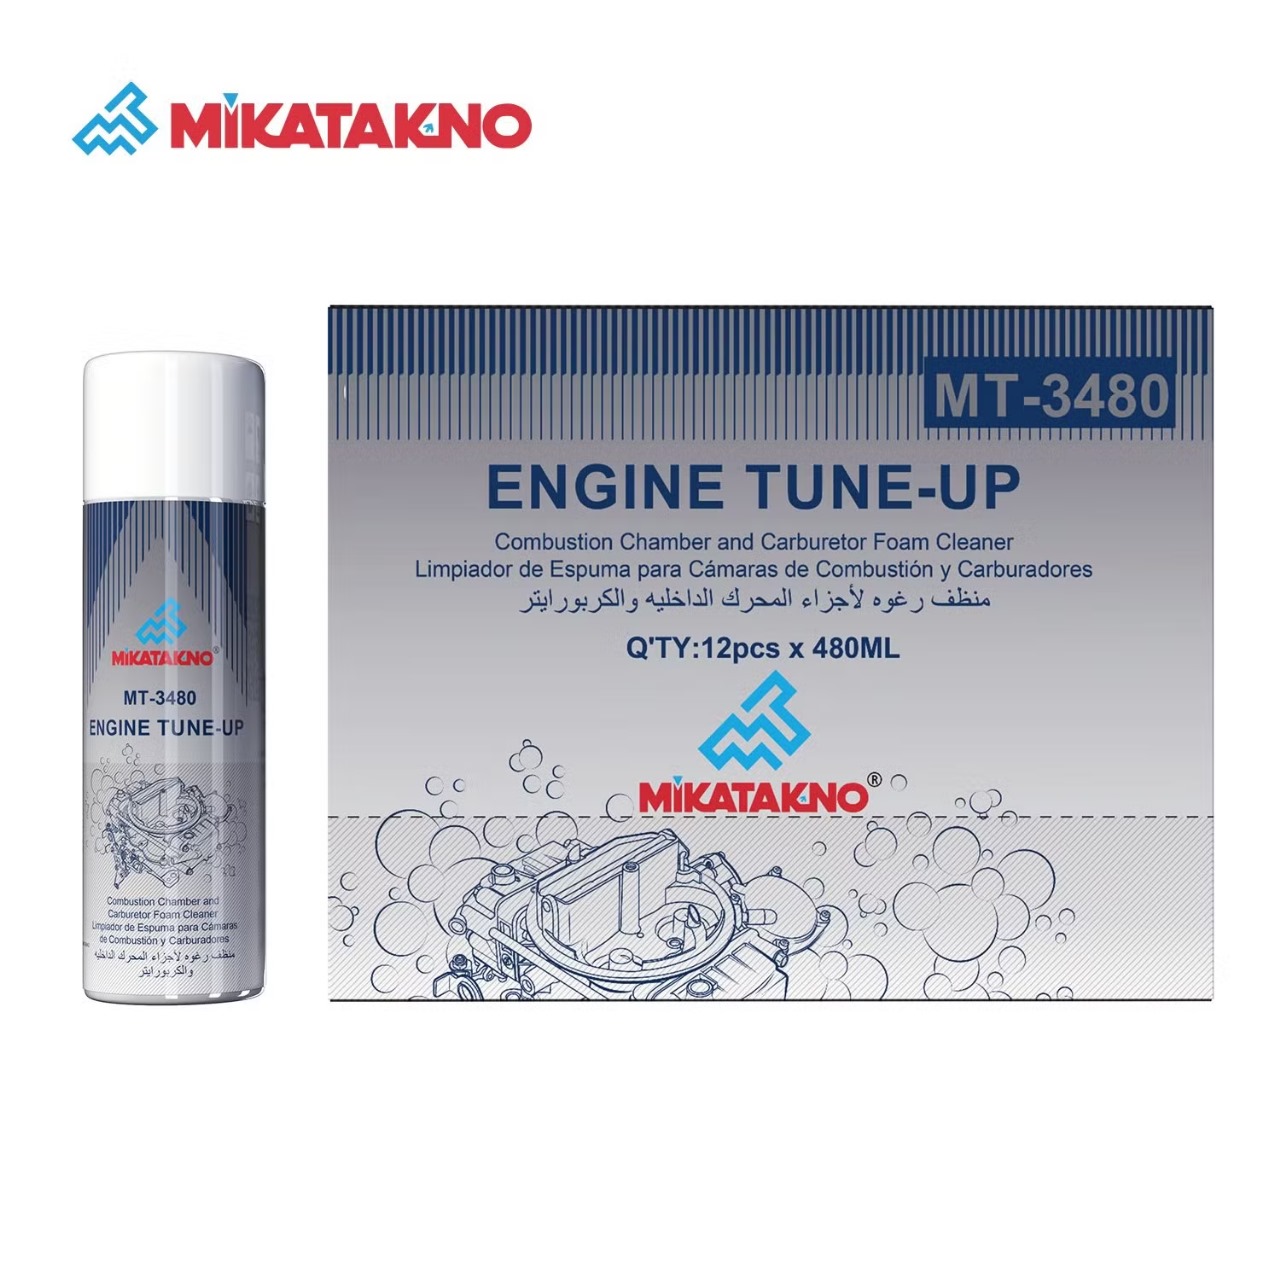 MIKATAKNO
MT-3480
ENGINE TUNE-UP
Combustion Chamber and Carburetor Foam Cleaner
Limpiador de Espuma para Cámaras de Combustión y Carburadores
منظف رغوه لأجزاء المحرك الداخليه والكربورايتر
Q'TY:12pcs x 480ML
MIKATAKNO®
MIKATAKNO®
MT-3480
ENGINE TUNE-UP
Combustion Chamber and
Carburetor Foam Cleaner
Limpiador de Espuma para Cámaras
de Combustión y Carburadores
منظف رغوه لأجزاء المحرك الداخليه
والكربورايتر